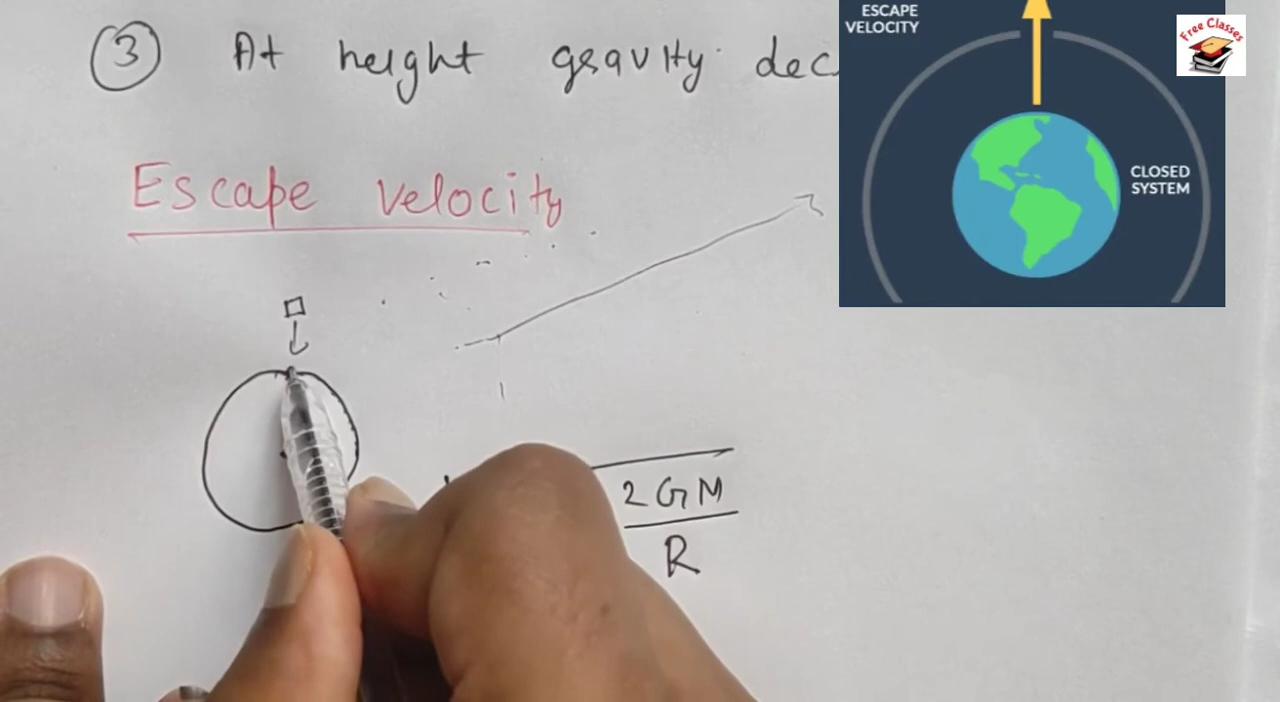 ③ At height gravity dec
Escape velocity
2GM
R
ESCAPE
VELOCITY
CLOSED
SYSTEM
Free Classes